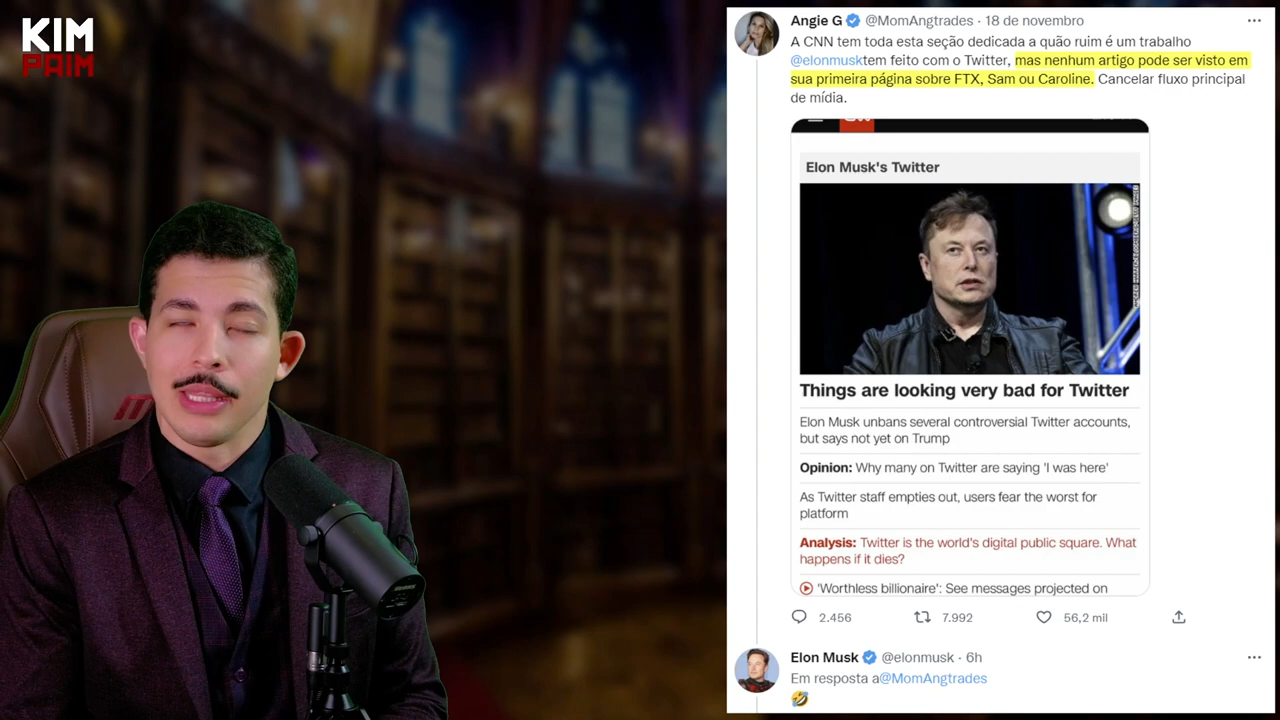 KIM
PAIM
Angie G @MomAngtrades · 18 de novembro
A CNN tem toda esta seção dedicada a quão ruim é um trabalho
@elonmusktem feito com o Twitter, mas nenhum artigo pode ser visto em
sua primeira página sobre FTX, Sam ou Caroline. Cancelar fluxo principal
de mídia.
Elon Musk's Twitter
Things are looking very bad for Twitter
Elon Musk unbans several controversial Twitter accounts,
but says not yet on Trump
Opinion: Why many on Twitter are saying 'I was here'
As Twitter staff empties out, users fear the worst for
platform
Analysis: Twitter is the world's digital public square. What
happens if it dies?
'Worthless billionaire': See messages projected on
2.456 7.992 56,2 mil
Elon Musk @elonmusk · 6h
Em resposta a@MomAngtrades
🤣